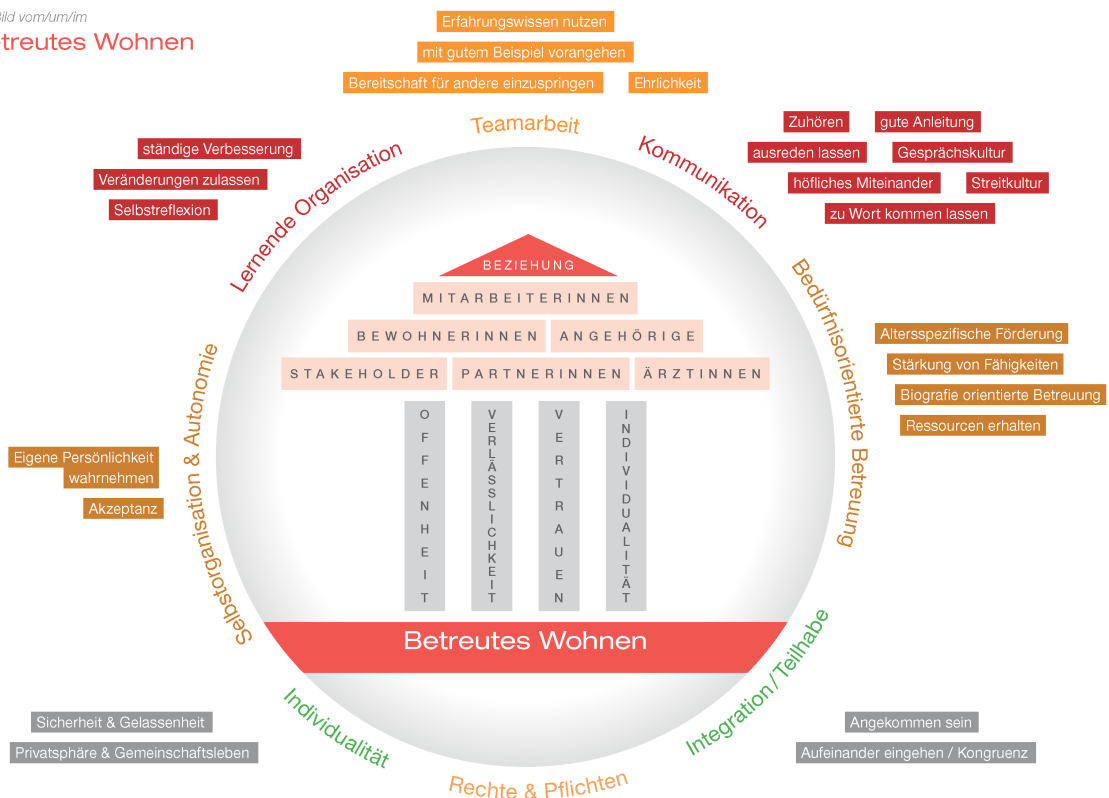 Bild vom/um/im
treutes Wohnen
Erfahrungswissen nutzen
mit gutem Beispiel vorangehen
Bereitschaft für andere einzuspringen
Ehrlichkeit
Teamarbeit
ständige Verbesserung
Veränderungen zulassen
Selbstreflexion
Lernende Organisation
Kommunikation
Zuhören
gute Anleitung
ausreden lassen
Gesprächskultur
höfliches Miteinander
Streitkultur
zu Wort kommen lassen
BEZIEHUNG
MITARBEITERINNEN
BEWOHNERINNEN
ANGEHÖRIGE
STAKEHOLDER
PARTNERINNEN
ÄRZTINNEN
OFFENHEIT
VERLÄSSLICHKEIT
VERTRAUEN
INDIVIDUALITÄT
Betreutes Wohnen
Bedürfnisorientierte Betreuung
Altersspezifische Förderung
Stärkung von Fähigkeiten
Biografie orientierte Betreuung
Ressourcen erhalten
Selbstorganisation & Autonomie
Eigene Persönlichkeit
wahrnehmen
Akzeptanz
Individualität
Sicherheit & Gelassenheit
Privatsphäre & Gemeinschaftsleben
Rechte & Pflichten
Integration / Teilhabe
Angekommen sein
Aufeinander eingehen / Kongruenz